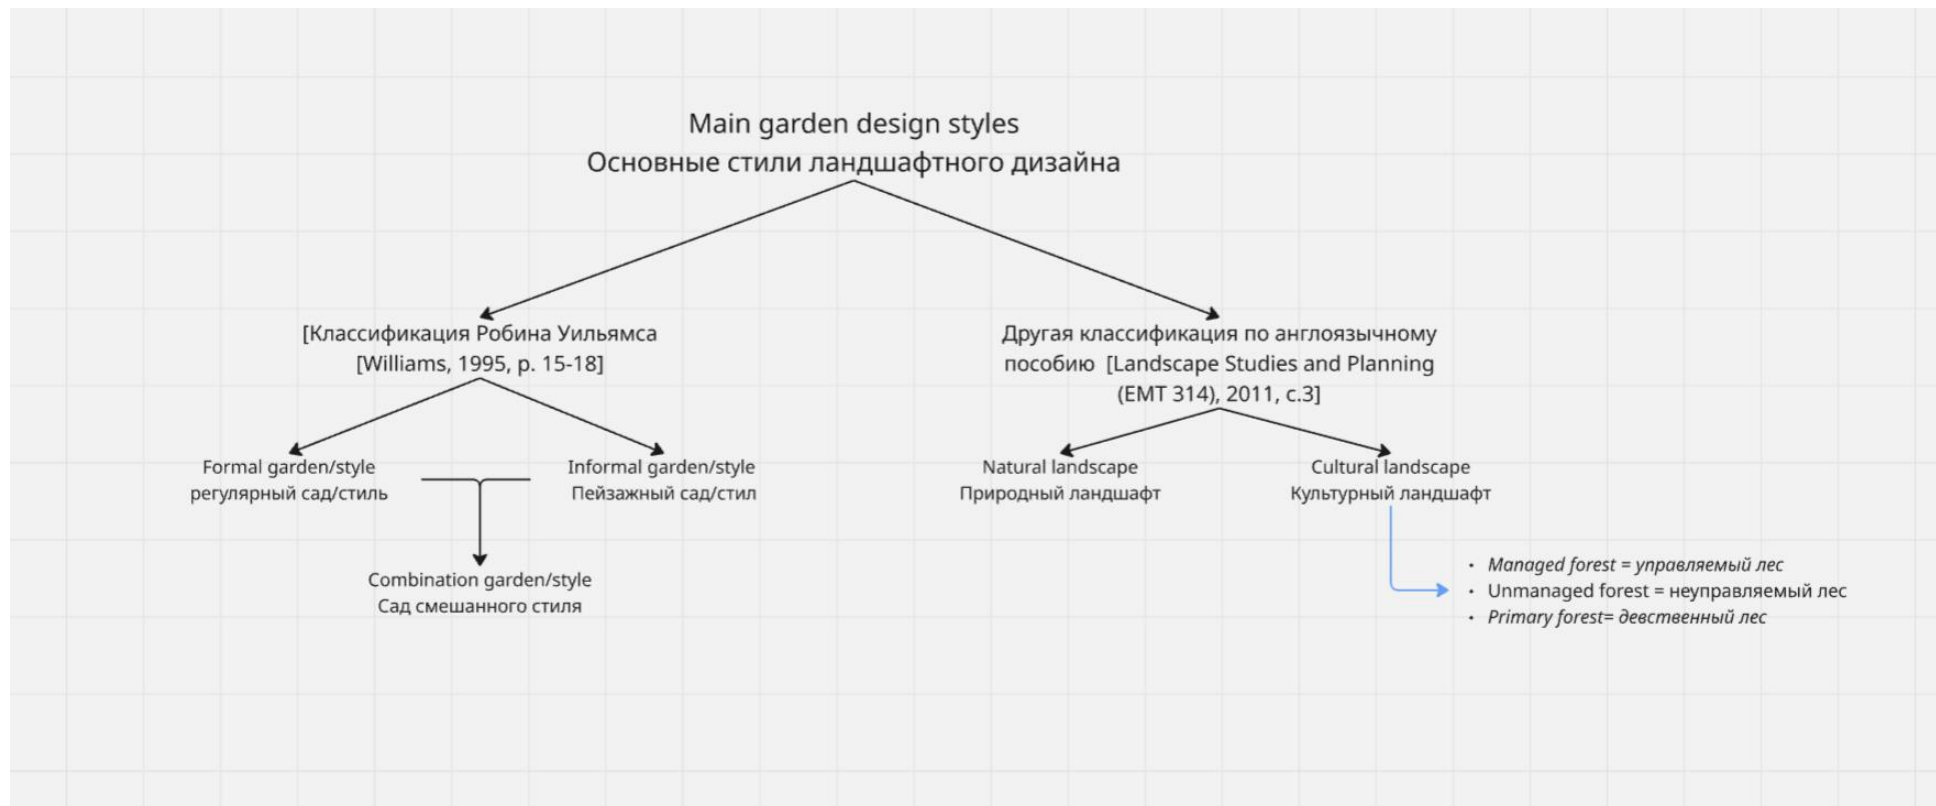 Main garden design styles
Основные стили ландшафтного дизайна
[Классификация Робина Уильямса
[Williams, 1995, p. 15-18]
Другая классификация по англоязычному
пособию [Landscape Studies and Planning
(EMT 314), 2011, с.3]
Formal garden/style
регулярный сад/стиль
Informal garden/style
Пейзажный сад/стил
Combination garden/style
Сад смешанного стиля
Natural landscape
Природный ландшафт
Cultural landscape
Культурный ландшафт
• Managed forest = управляемый лес
• Unmanaged forest = неуправляемый лес
• Primary forest= девственный лес